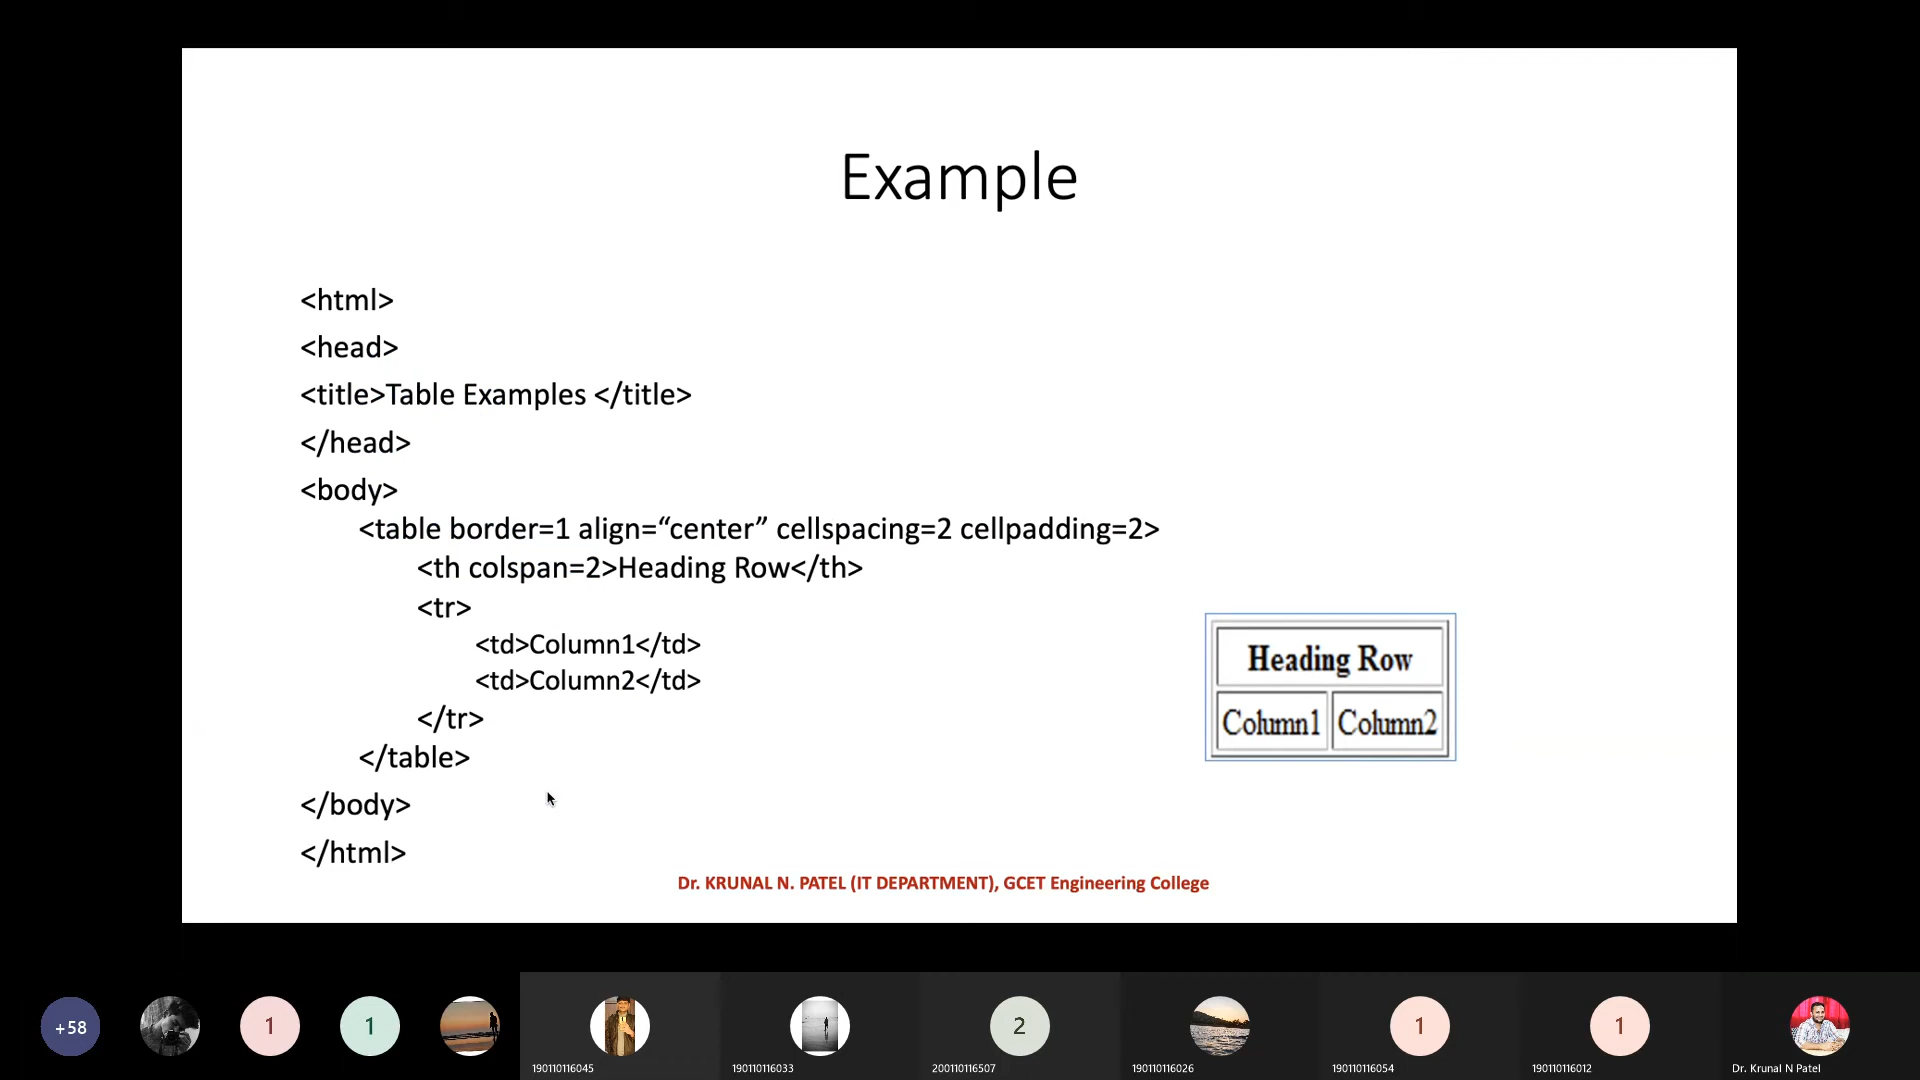 Example
<html>
<head>
<title>Table Examples </title>
</head>
<body>
<table border=1 align=“center” cellspacing=2 cellpadding=2>
<th colspan=2>Heading Row</th>
<tr>
<td>Column1</td>
<td>Column2</td>
</tr>
</table>
</body>
</html>
Heading Row
Column1 Column2
Dr. KRUNAL N. PATEL (IT DEPARTMENT), GCET Engineering College
+58 1 1 2 1 1
190110116045 190110116033 200110116507 190110116026 190110116054 190110116012 Dr. Krunal N Patel